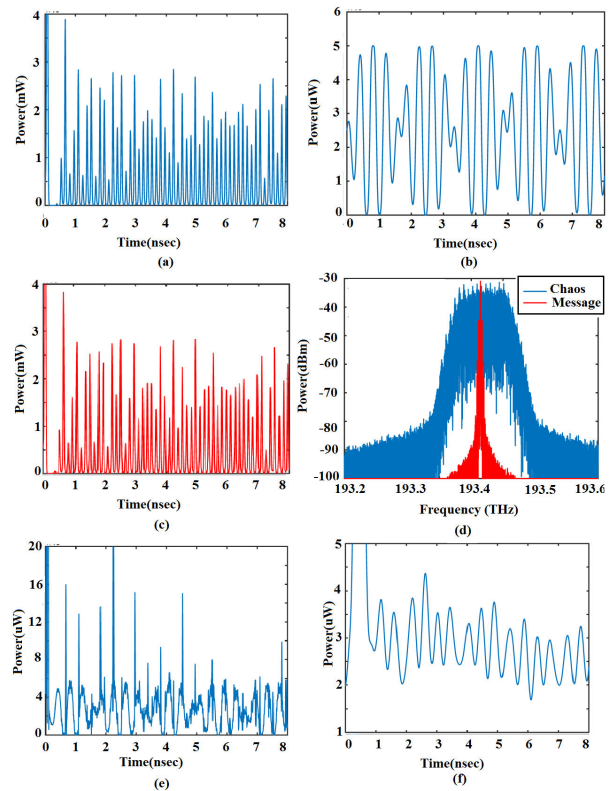 4
3
2
1
0
Power(mW)
0 1 2 3 4 5 6 7 8
Time(nsec)
(a)
6
5
4
3
2
1
0
Power(uW)
0 1 2 3 4 5 6 7 8
Time(nsec)
(b)
4
3
2
1
0
Power(mW)
0 1 2 3 4 5 6 7 8
Time(nsec)
(c)
-30
-40
-50
-60
-70
-80
-90
-100
Power(dBm)
Chaos
Message
193.2 193.3 193.4 193.5 193.6
Frequency (THz)
(d)
20
16
12
8
4
0
Power(uW)
0 1 2 3 4 5 6 7 8
Time(nsec)
(e)
5
4
3
2
1
Power(uW)
0 1 2 3 4 5 6 7 8
Time(nsec)
(f)